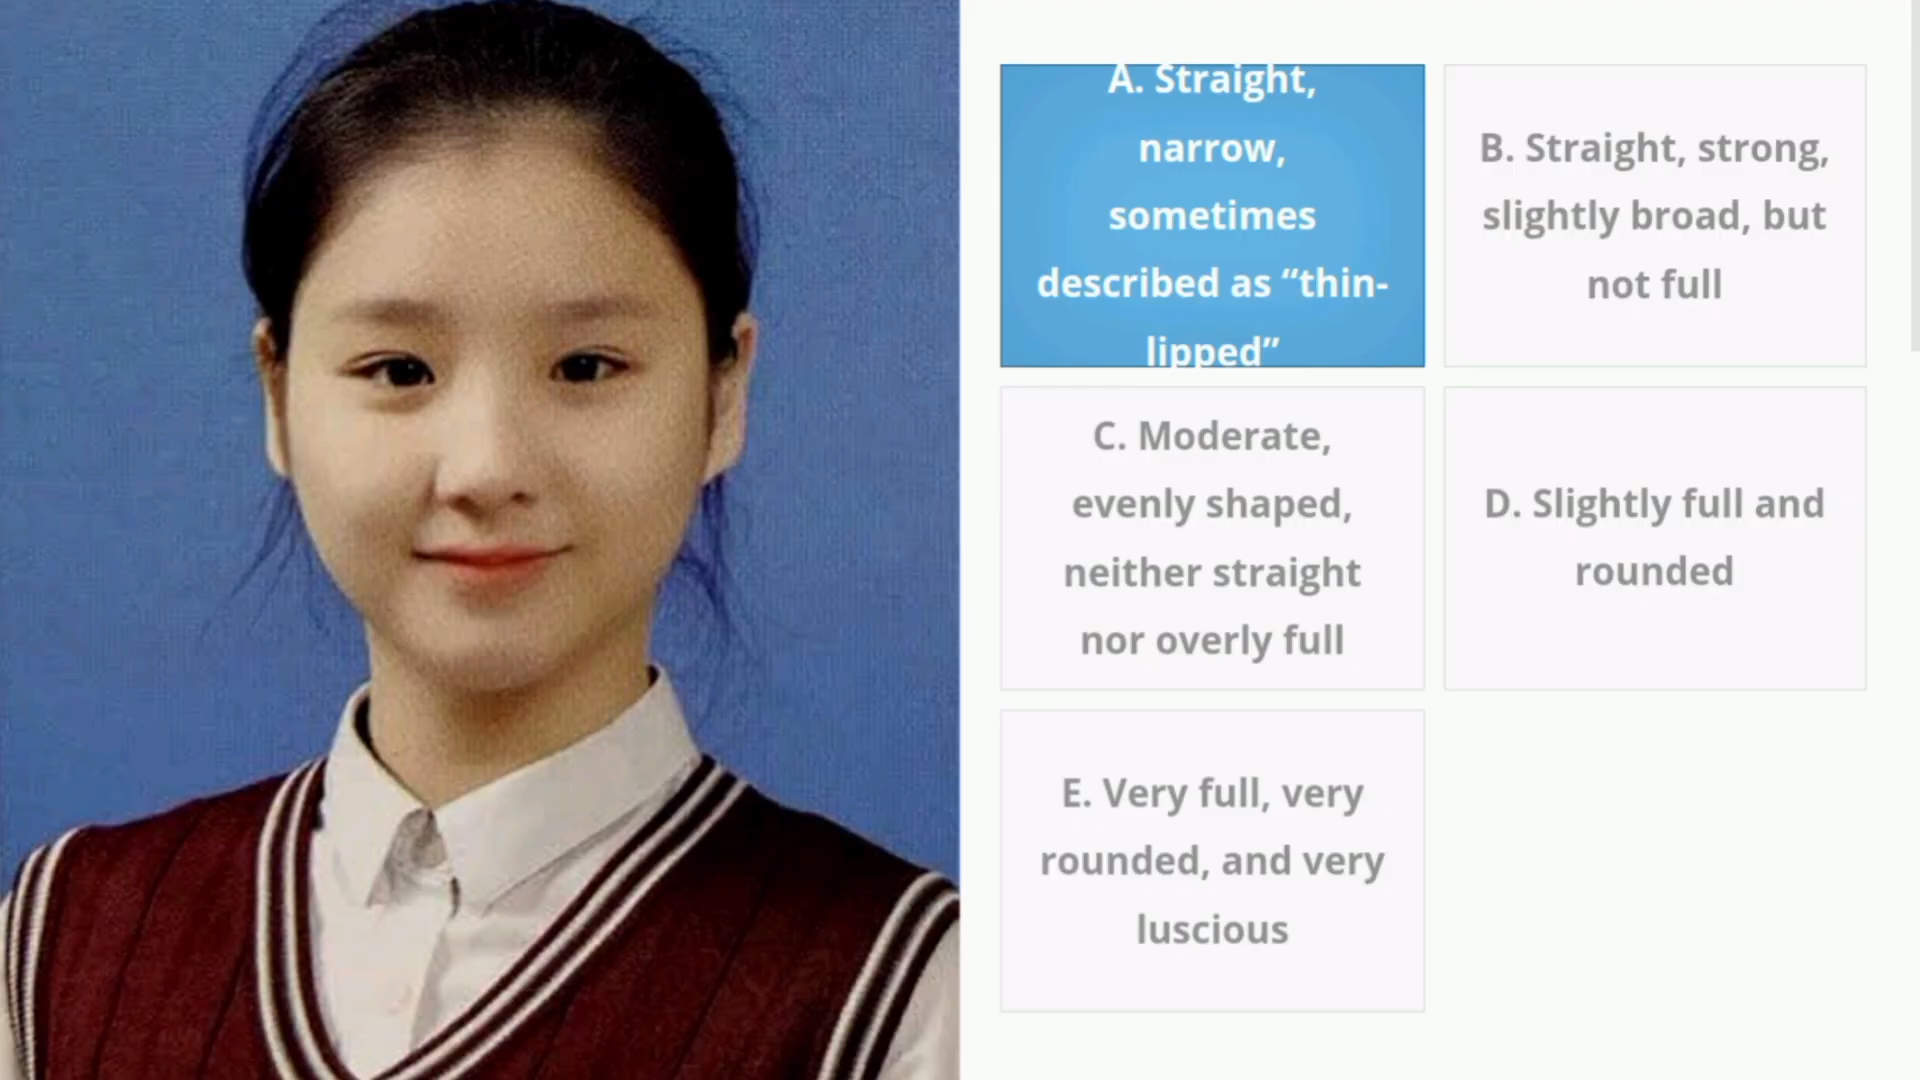 A. Straight,
narrow,
sometimes
described as “thin-
lipped”
B. Straight, strong,
slightly broad, but
not full
C. Moderate,
evenly shaped,
neither straight
nor overly full
D. Slightly full and
rounded
E. Very full, very
rounded, and very
luscious